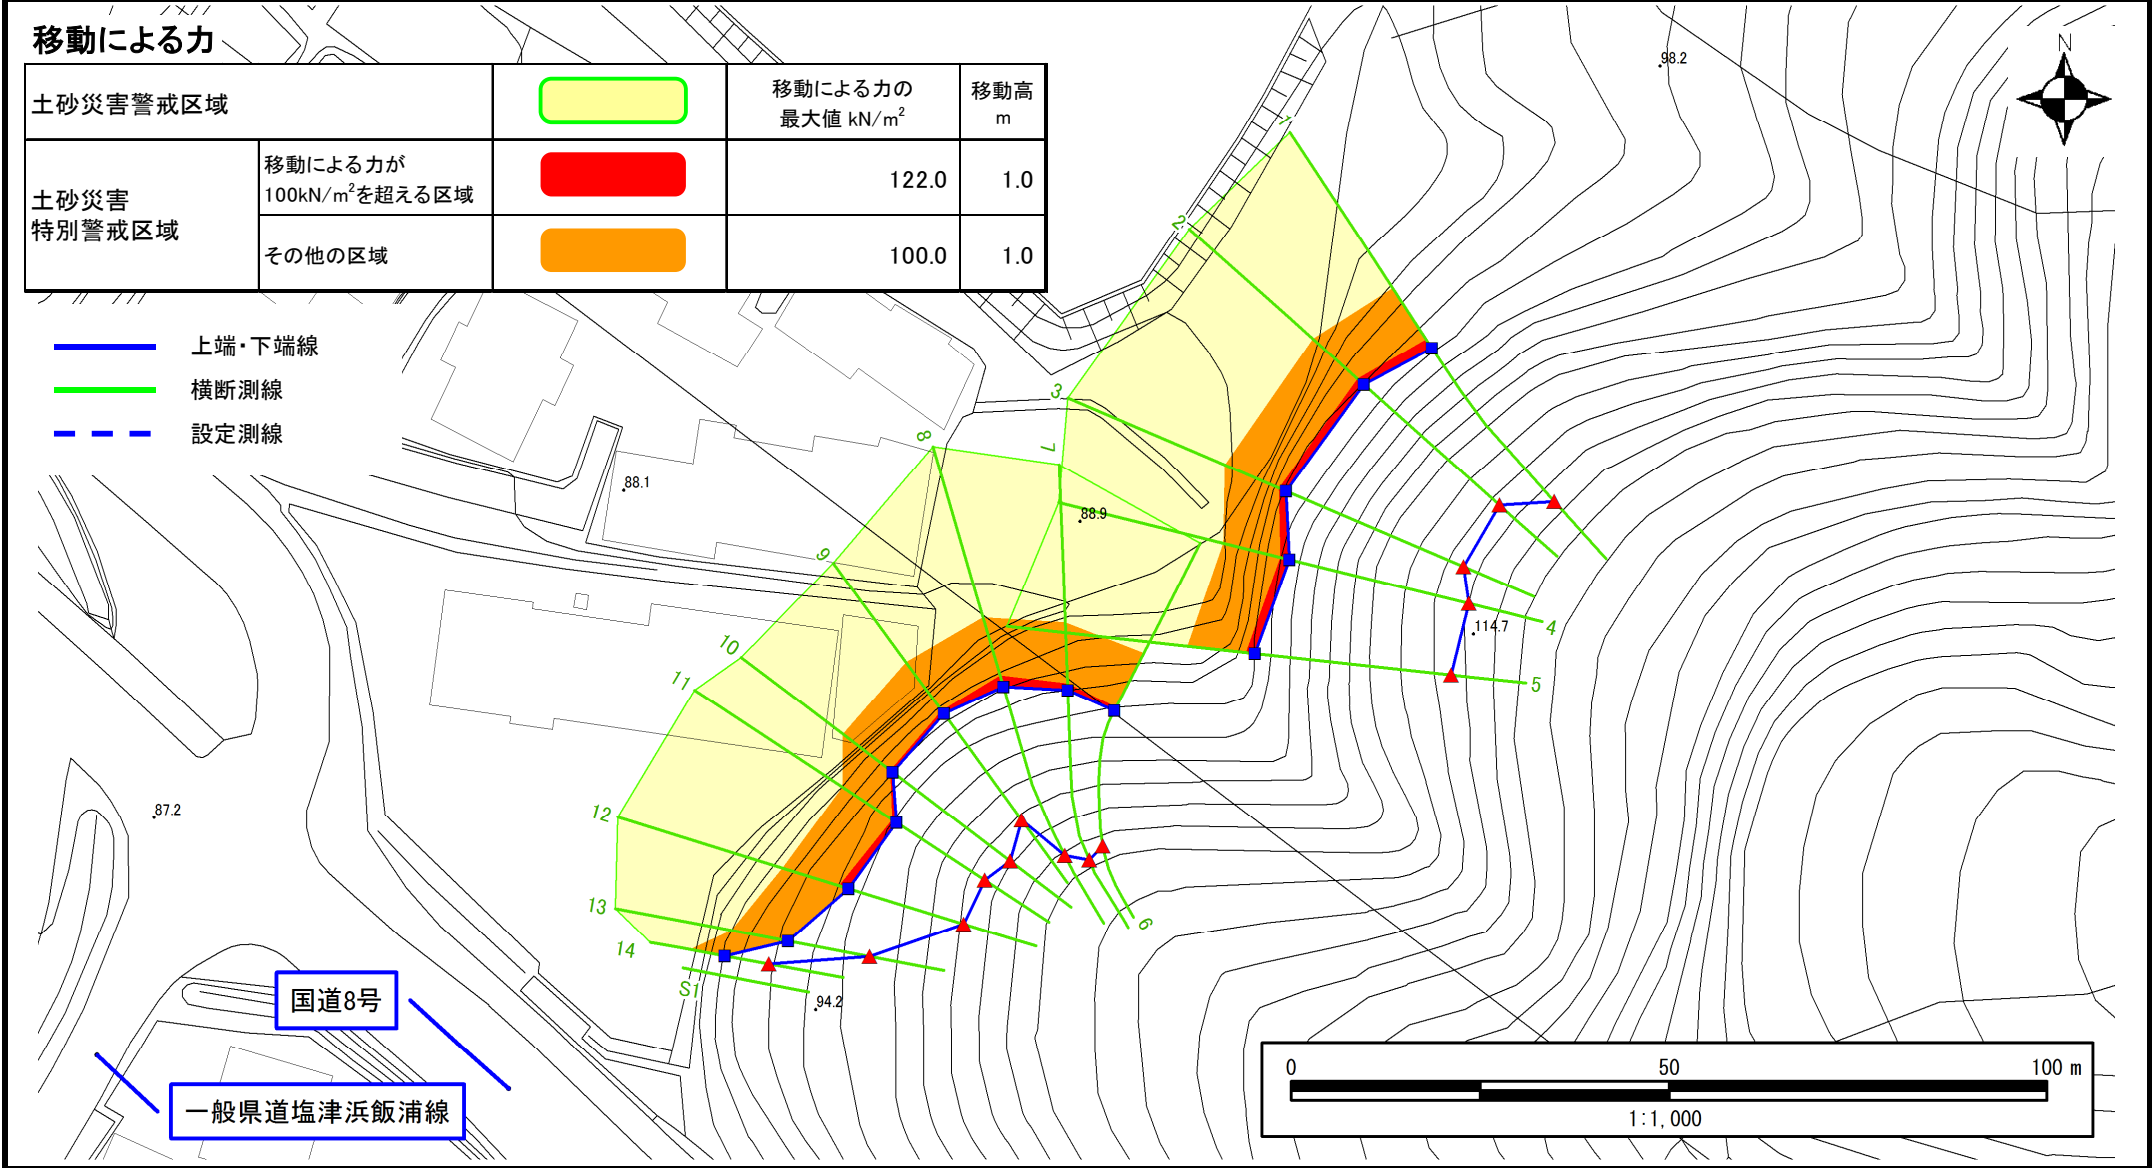 移動による力
土砂災害警戒区域
移動による力の
最大値 kN/m²
移動高
m
土砂災害
特別警戒区域
移動による力が
100kN/m²を超える区域
122.0
1.0
その他の区域
100.0
1.0
上端・下端線
横断測線
設定測線
N
98.2
1
2
3
7
8
88.1
88.9
9
4
114.7
10
5
11
12
87.2
13
6
14
S1
94.2
国道8号
一般県道塩津浜飯浦線
0 50 100 m
1:1,000